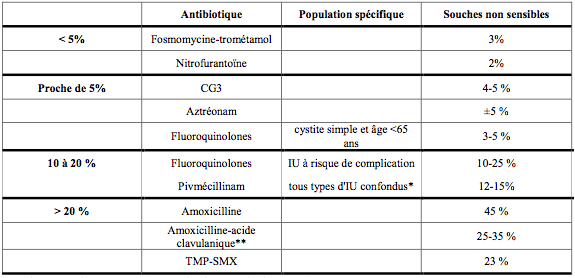 Antibiotique Population spécifique Souches non sensibles
< 5% Fosmomycine-trométamol 3%
Nitrofurantoïne 2%
Proche de 5% CG3 4-5 %
Aztréonam ±5 %
Fluoroquinolones cystite simple et âge <65 ans 3-5 %
10 à 20 % Fluoroquinolones IU à risque de complication 10-25 %
Pivmécillinam tous types d'IU confondus* 12-15%
> 20 % Amoxicilline 45 %
Amoxicilline-acide clavulanique** 25-35 %
TMP-SMX 23 %